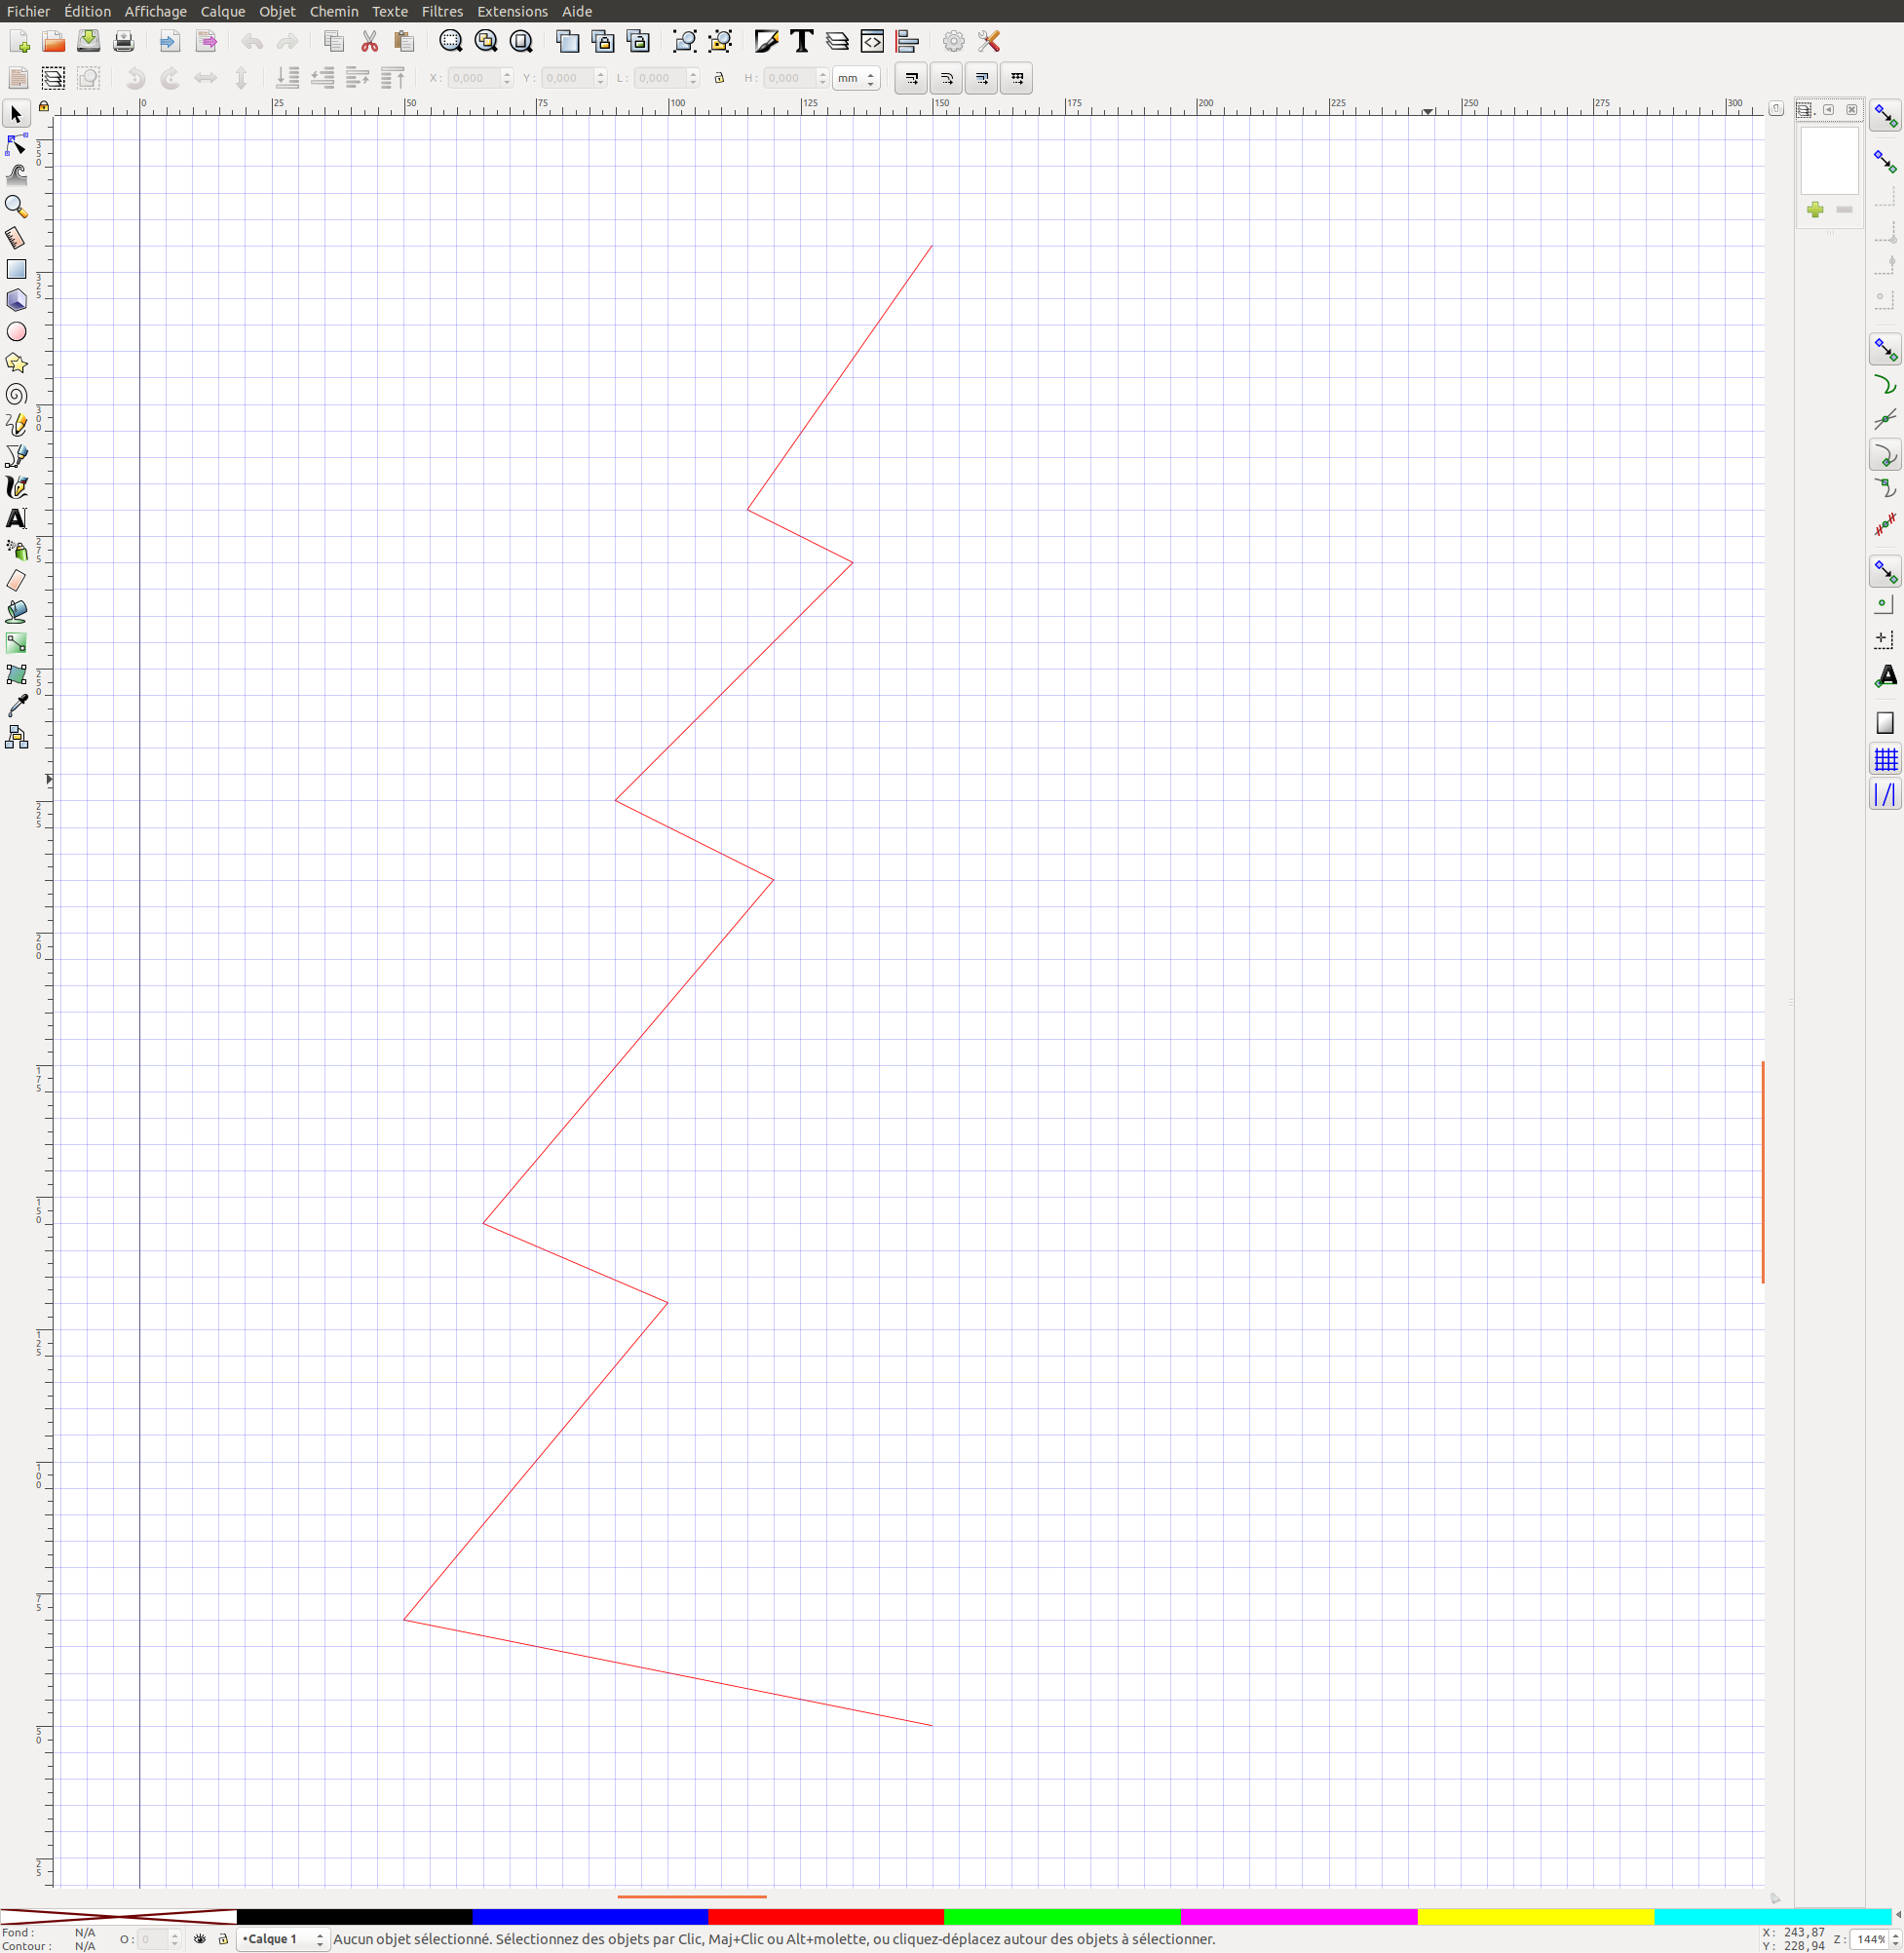 Fichier Édition Affichage Calque Objet Chemin Texte Filtres Extensions Aide
X : 0,000 Y : 0,000 L : 0,000 H : 0,000 mm
0 25 50 75 100 125 150 175 200 225 250 275 300
350
325
300
275
250
225
200
175
150
125
100
75
50
25
Fond : N/A O : 0 •Calque 1 Aucun objet sélectionné. Sélectionnez des objets par Clic, Maj+Clic ou Alt+molette, ou cliquez-déplacez autour des objets à sélectionner. X : 243,87 Z : 144%
Contour : N/A Y : 228,94